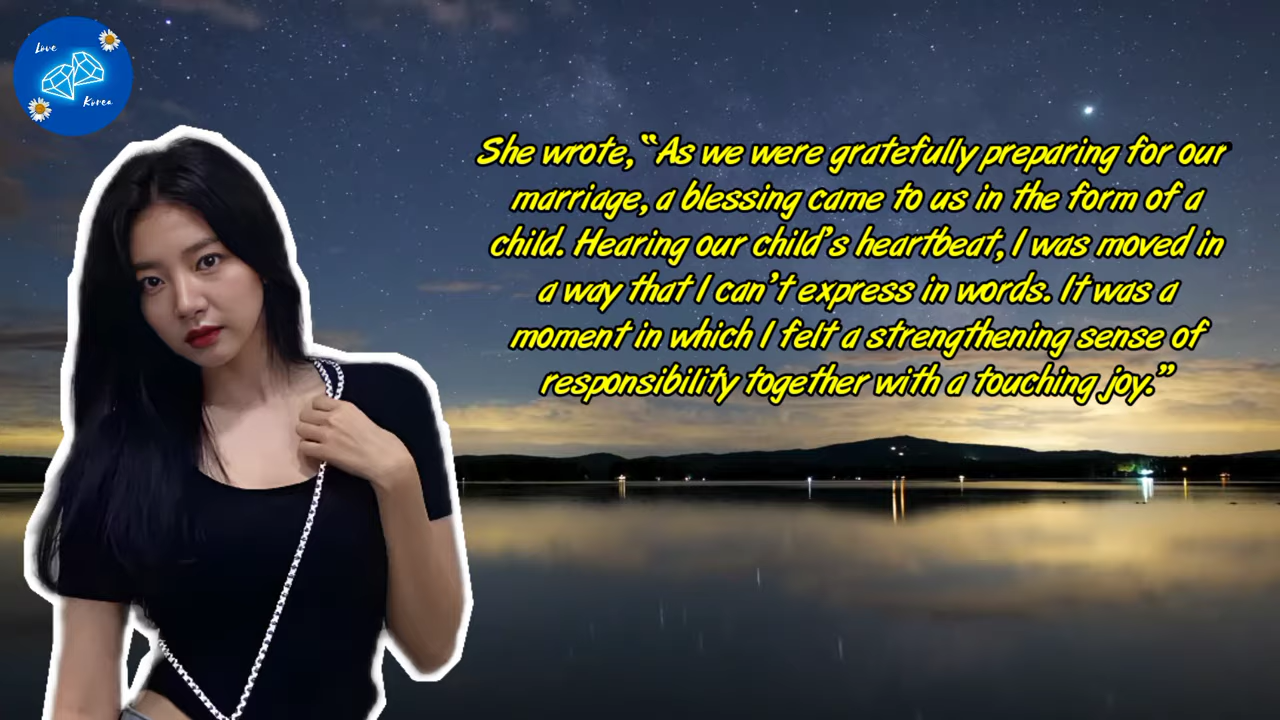 Love
Korea
She wrote, “As we were gratefully preparing for our
marriage, a blessing came to us in the form of a
child. Hearing our child’s heartbeat, I was moved in
a way that I can’t express in words. It was a
moment in which I felt a strengthening sense of
responsibility together with a touching joy.”